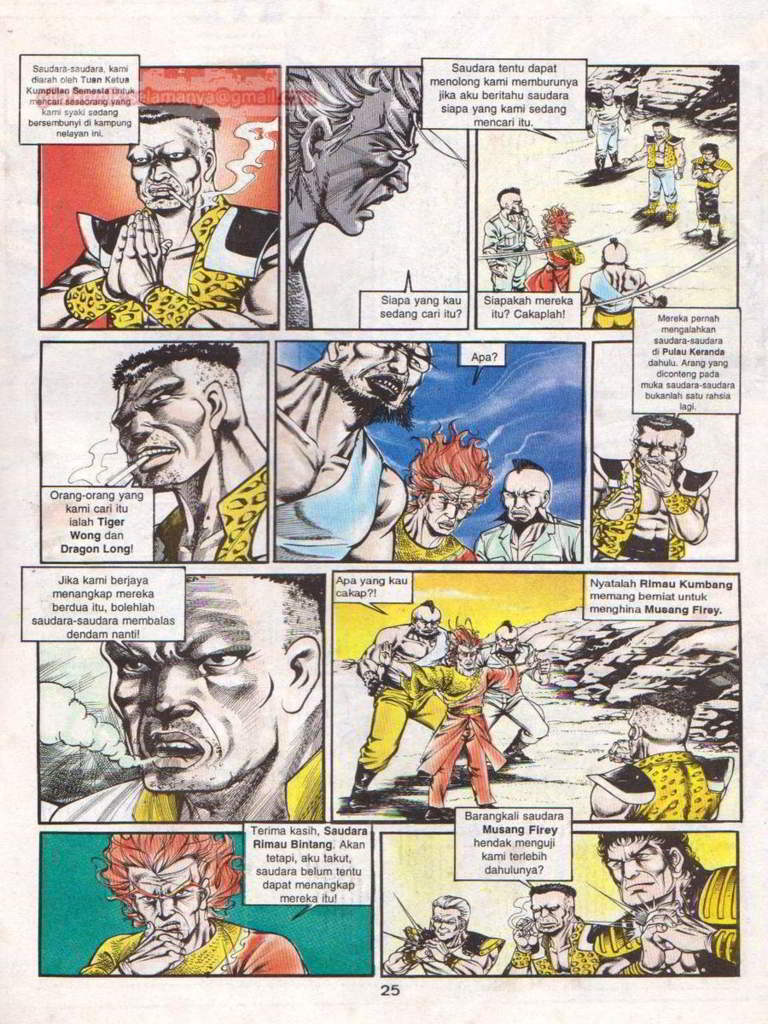 Saudara-saudara, kami
diarah oleh Tuan Ketua
Kumpulan Semesta untuk
mencari seseorang yang
kami syaki sedang
bersembunyi di kampung
nelayan ini.
elamanya@gmail.com
Siapa yang kau
sedang cari itu?
Saudara tentu dapat
menolong kami memburunya
jika aku beritahu saudara
siapa yang kami sedang
mencari itu.
Siapakah mereka
itu? Cakaplah!
Orang-orang yang
kami cari itu
ialah Tiger
Wong dan
Dragon Long!
Apa?
Mereka pernah
mengalahkan
saudara-saudara
di Pulau Keranda
dahulu. Arang yang
diconteng pada
muka saudara-saudara
bukanlah satu rahsia
lagi.
Jika kami berjaya
menangkap mereka
berdua itu, bolehlah
saudara-saudara membalas
dendam nanti!
Apa yang kau
cakap?!
Nyatalah Rimau Kumbang
memang berniat untuk
menghina Musang Firey.
Terima kasih, Saudara
Rimau Bintang. Akan
tetapi, aku takut,
saudara belum tentu
dapat menangkap
mereka itu!
Barangkali saudara
Musang Firey
hendak menguji
kami terlebih
dahulunya?
25